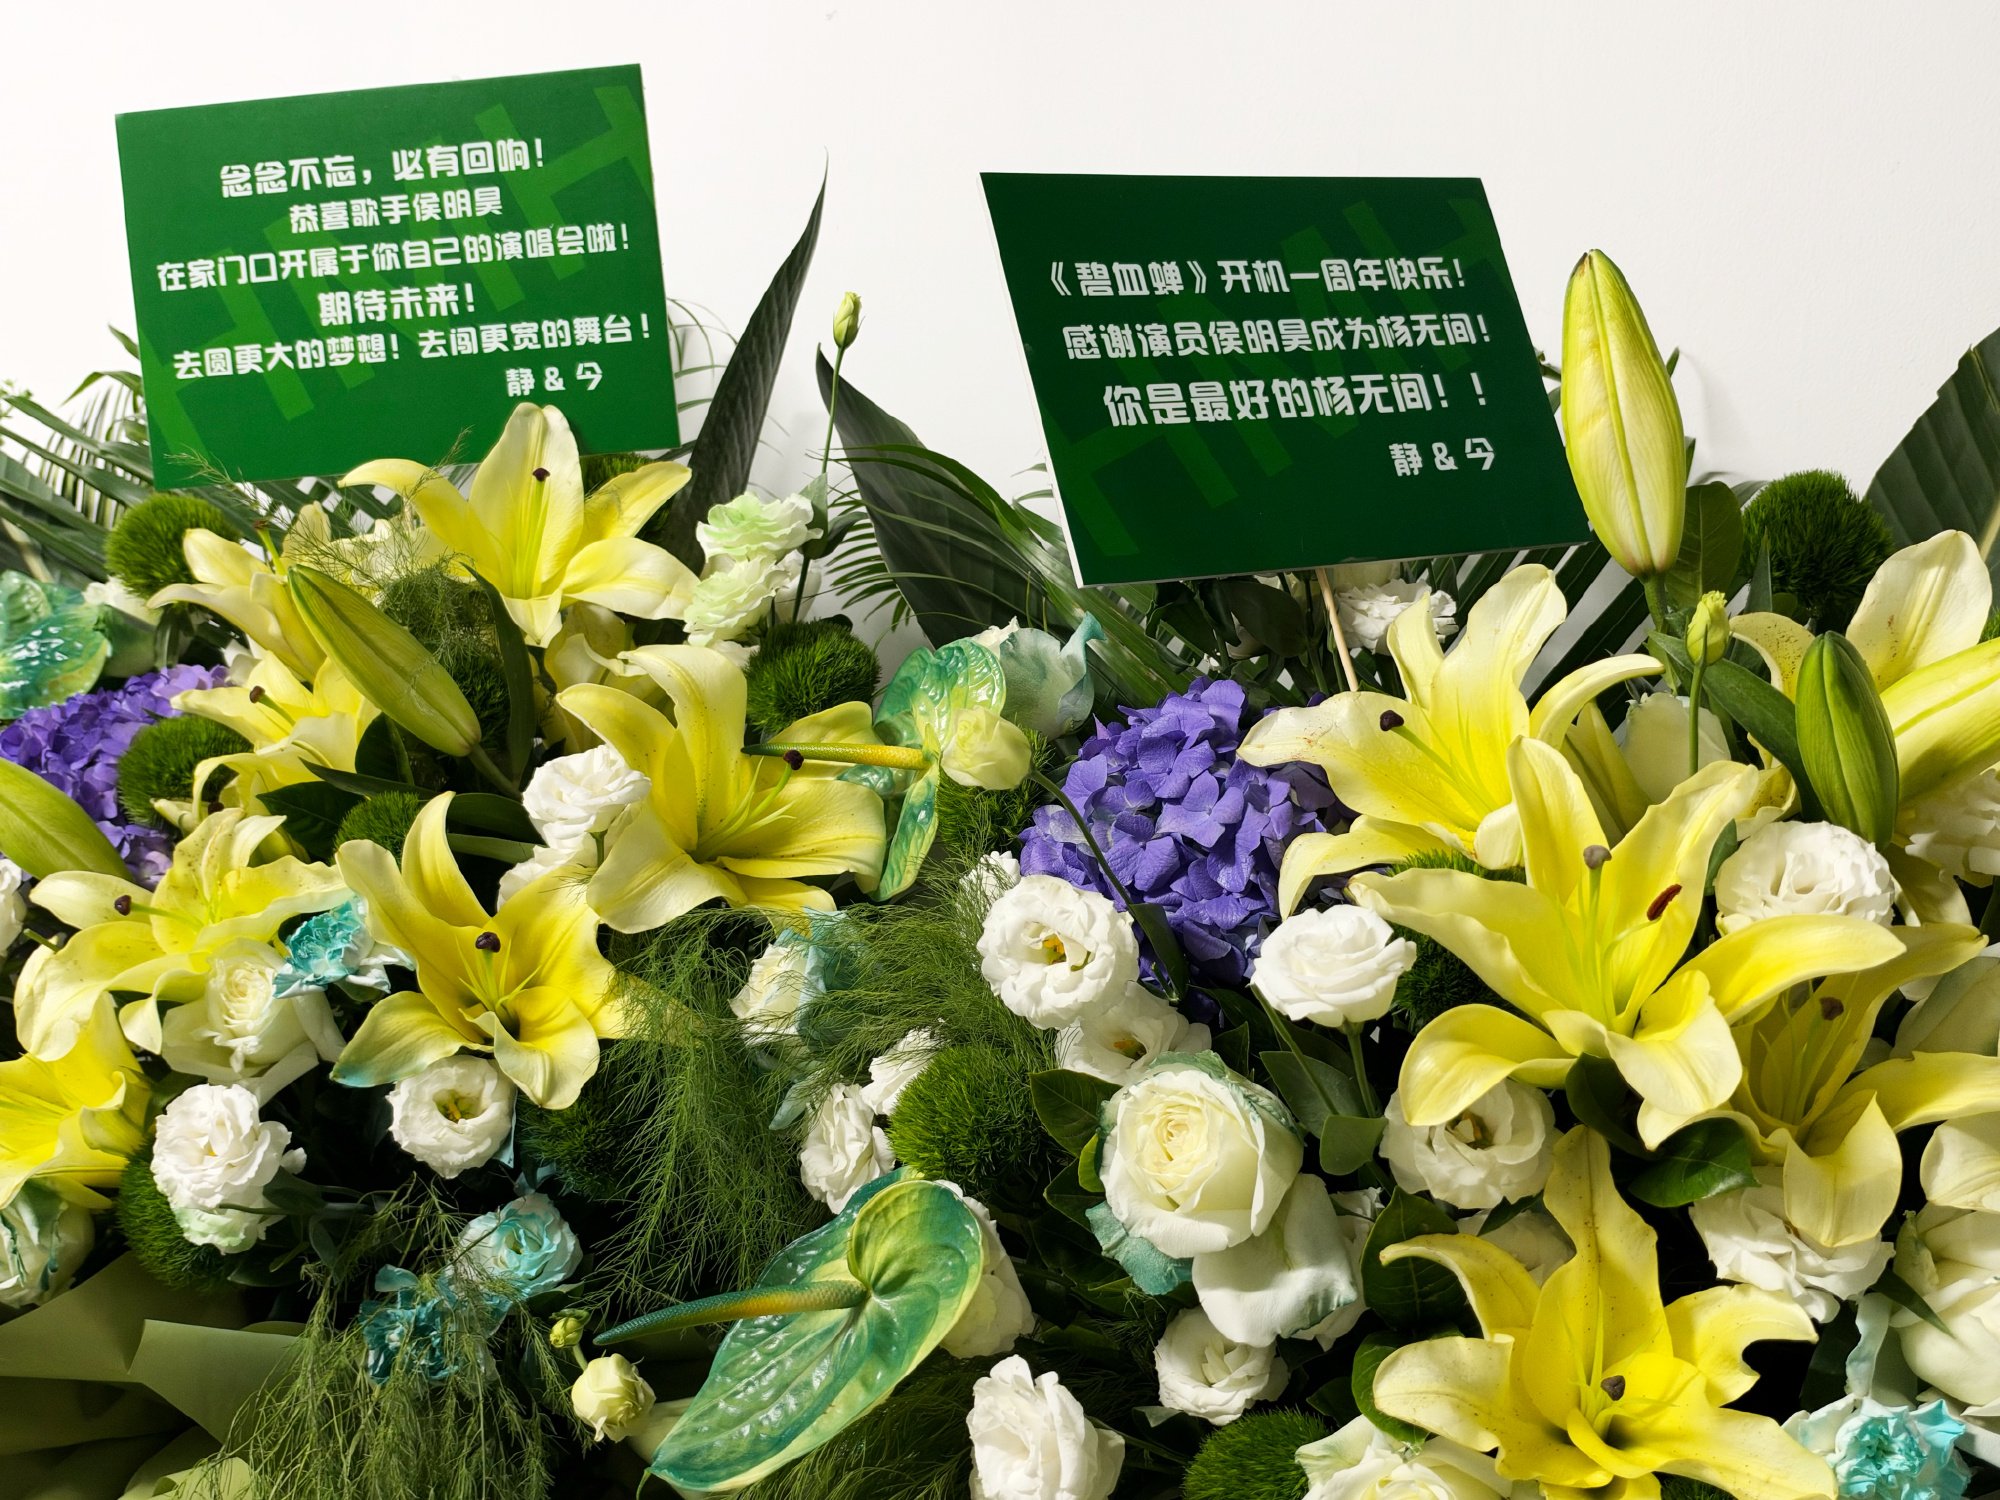 念念不忘，必有回响！
恭喜歌手侯明昊
在家门口开属于你自己的演唱会啦！
期待未来！
去圆更大的梦想！去闯更宽的舞台！
静 & 今
《碧血蝉》开机一周年快乐！
感谢演员侯明昊成为杨无间！
你是最好的杨无间！！
静 & 今
HMH
HMH